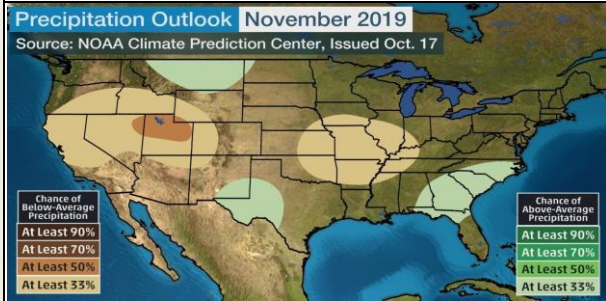 Precipitation Outlook November 2019
Source: NOAA Climate Prediction Center, Issued Oct. 17
Chance of
Below-Average
Precipitation
At Least 90%
At Least 70%
At Least 50%
At Least 33%
Chance of
Above-Average
Precipitation
At Least 90%
At Least 70%
At Least 50%
At Least 33%